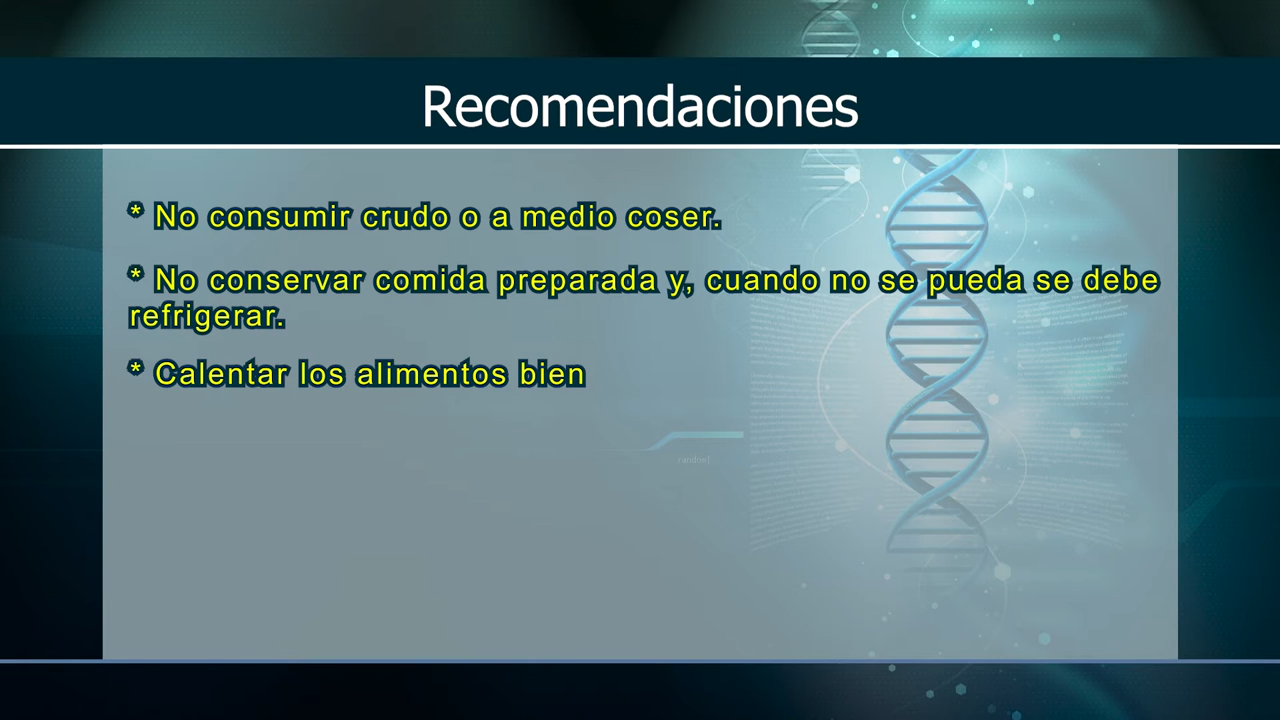 Recomendaciones
* No consumir crudo o a medio coser.
* No conservar comida preparada y, cuando no se pueda se debe
refrigerar.
* Calentar los alimentos bien